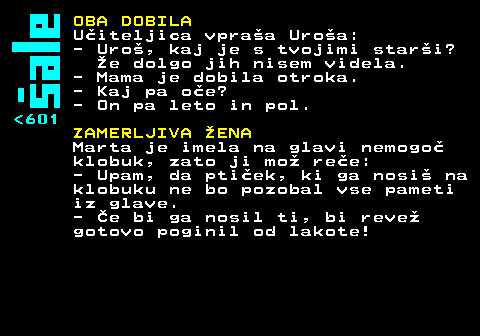 Šale
<601
OBA DOBILA
Učiteljica vpraša Uroša:
- Uroš, kaj je s tvojimi starši?
Že dolgo jih nisem videla.
- Mama je dobila otroka.
- Kaj pa oče?
- On pa leto in pol.
ZAMERLJIVA ŽENA
Marta je imela na glavi nemogoč
klobuk, zato ji mož reče:
- Upam, da ptiček, ki ga nosiš na
klobuku ne bo pozobal vse pameti
iz glave.
- Če bi ga nosil ti, bi revež
gotovo poginil od lakote!